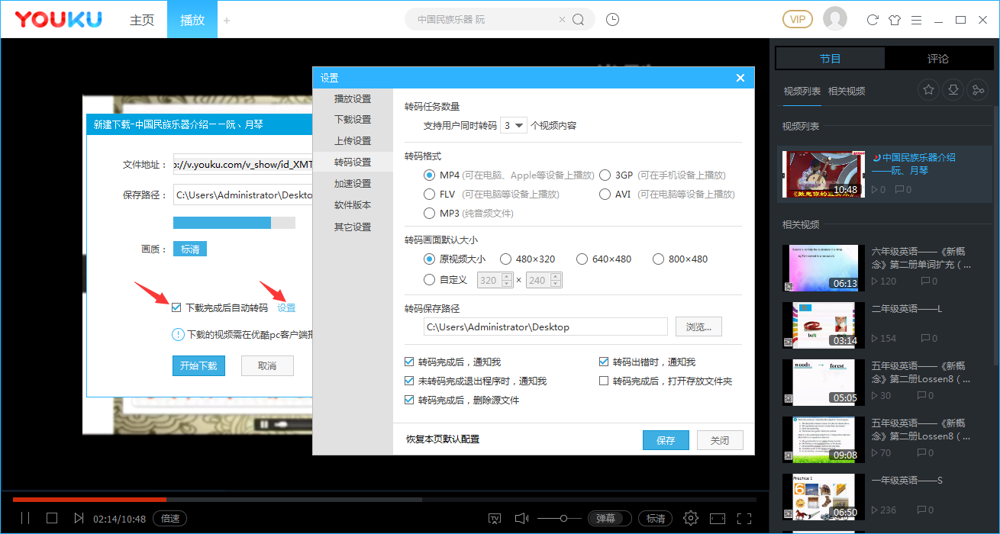 YOUKU
主页
播放
+
中国民族乐器 阮
VIP
新建下载-中国民族乐器介绍——阮、月琴
文件地址：
p://v.youku.com/v_show/id_XMT
保存路径：
C:\Users\Administrator\Deskto
画质：
标清
下载完成后自动转码
设置
下载的视频需在优酷pc客户端播
开始下载
取消
设置
播放设置
下载设置
上传设置
转码设置
加速设置
软件版本
其它设置
转码任务数量
支持用户同时转码 3 个视频内容
转码格式
MP4 (可在电脑、Apple等设备上播放)
3GP (可在手机设备上播放)
FLV (可在电脑等设备上播放)
AVI (可在电脑等设备上播放)
MP3 (纯音频文件)
转码画面默认大小
原视频大小
480×320
640×480
800×480
自定义
320 × 240
转码保存路径
C:\Users\Administrator\Desktop
浏览...
转码完成后，通知我
转码出错时，通知我
未转码完成退出程序时，通知我
转码完成后，打开存放文件夹
转码完成后，删除源文件
恢复本页默认配置
保存
关闭
节目
评论
视频列表
相关视频
视频列表
10:48
中国民族乐器介绍
——阮、月琴
0
0
相关视频
06:13
六年级英语——《新概
念》第二册单词扩充（...
120
0
belt
03:14
二年级英语——L
154
0
woods
forest
05:05
五年级英语——《新概
念》第二册Lossen8（...
30
0
09:08
五年级英语——《新概
念》第二册Lossen8（...
70
0
Practice 1
06:50
一年级英语——S
236
0
02:14/10:48
倍速
TV
弹幕
标清